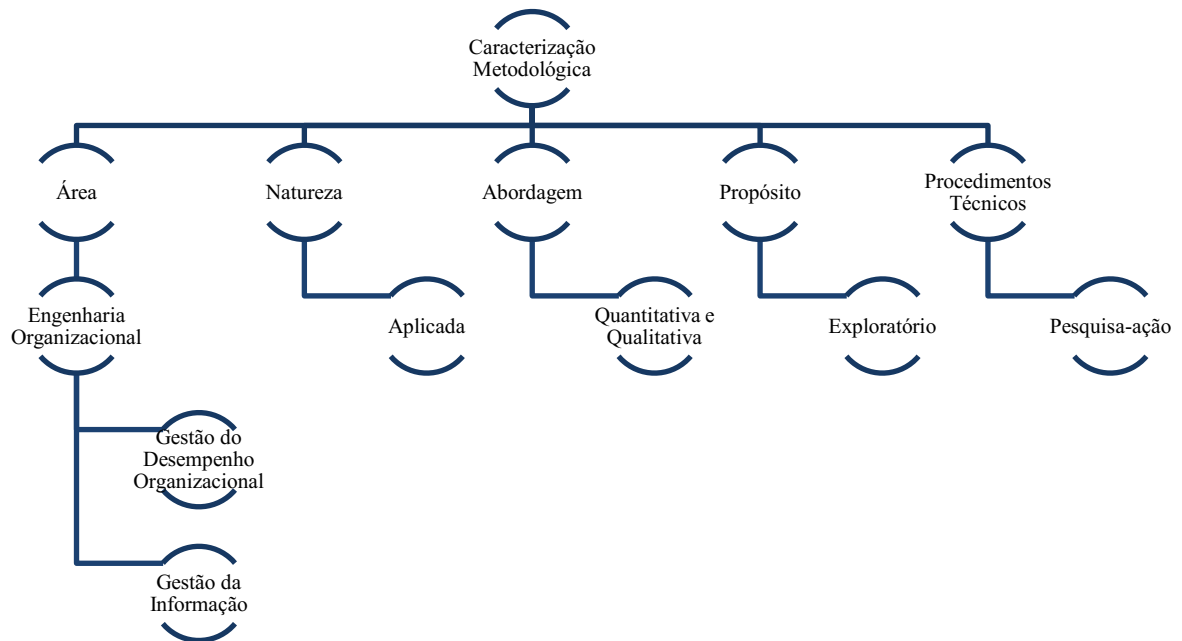 Caracterização
Metodológica
Área
Natureza
Abordagem
Propósito
Procedimentos
Técnicos
Engenharia
Organizacional
Aplicada
Quantitativa e
Qualitativa
Exploratório
Pesquisa-ação
Gestão do
Desempenho
Organizacional
Gestão da
Informação